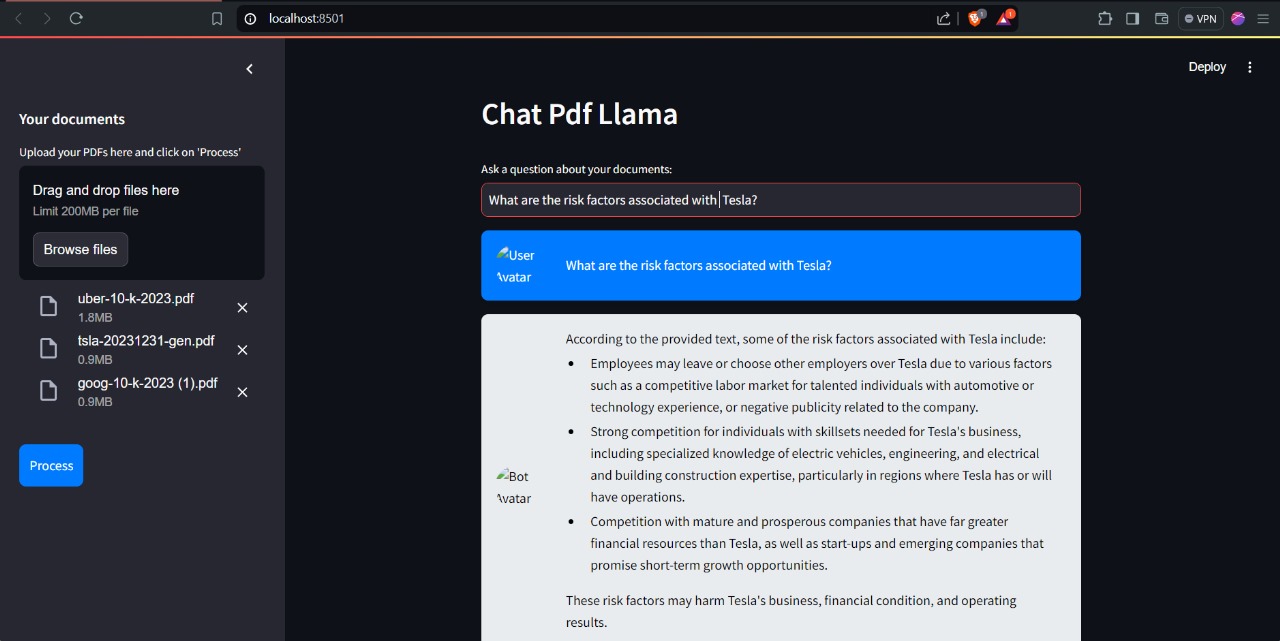 localhost:8501
1
1
VPN
Deploy
Your documents
Upload your PDFs here and click on 'Process'
Drag and drop files here
Limit 200MB per file
Browse files
uber-10-k-2023.pdf
1.8MB
tsla-20231231-gen.pdf
0.9MB
goog-10-k-2023 (1).pdf
0.9MB
Process
Chat Pdf Llama
Ask a question about your documents:
What are the risk factors associated with Tesla?
User
Avatar
What are the risk factors associated with Tesla?
Bot
Avatar
According to the provided text, some of the risk factors associated with Tesla include:
• Employees may leave or choose other employers over Tesla due to various factors
such as a competitive labor market for talented individuals with automotive or
technology experience, or negative publicity related to the company.
• Strong competition for individuals with skillsets needed for Tesla's business,
including specialized knowledge of electric vehicles, engineering, and electrical
and building construction expertise, particularly in regions where Tesla has or will
have operations.
• Competition with mature and prosperous companies that have far greater
financial resources than Tesla, as well as start-ups and emerging companies that
promise short-term growth opportunities.
These risk factors may harm Tesla's business, financial condition, and operating
results.